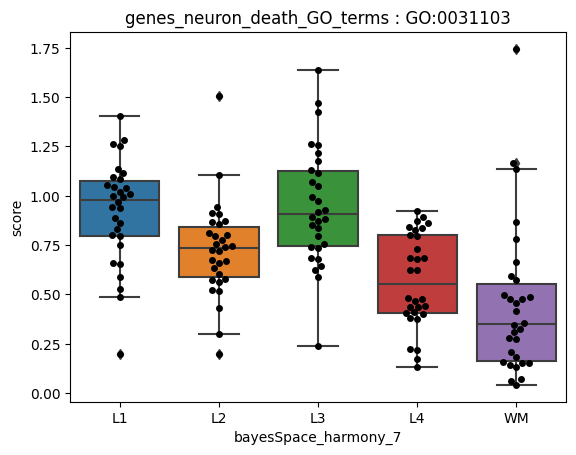 genes_neuron_death_GO_terms : GO:0031103
1.75
1.50
1.25
1.00
0.75
0.50
0.25
0.00
score
L1 L2 L3 L4 WM
bayesSpace_harmony_7